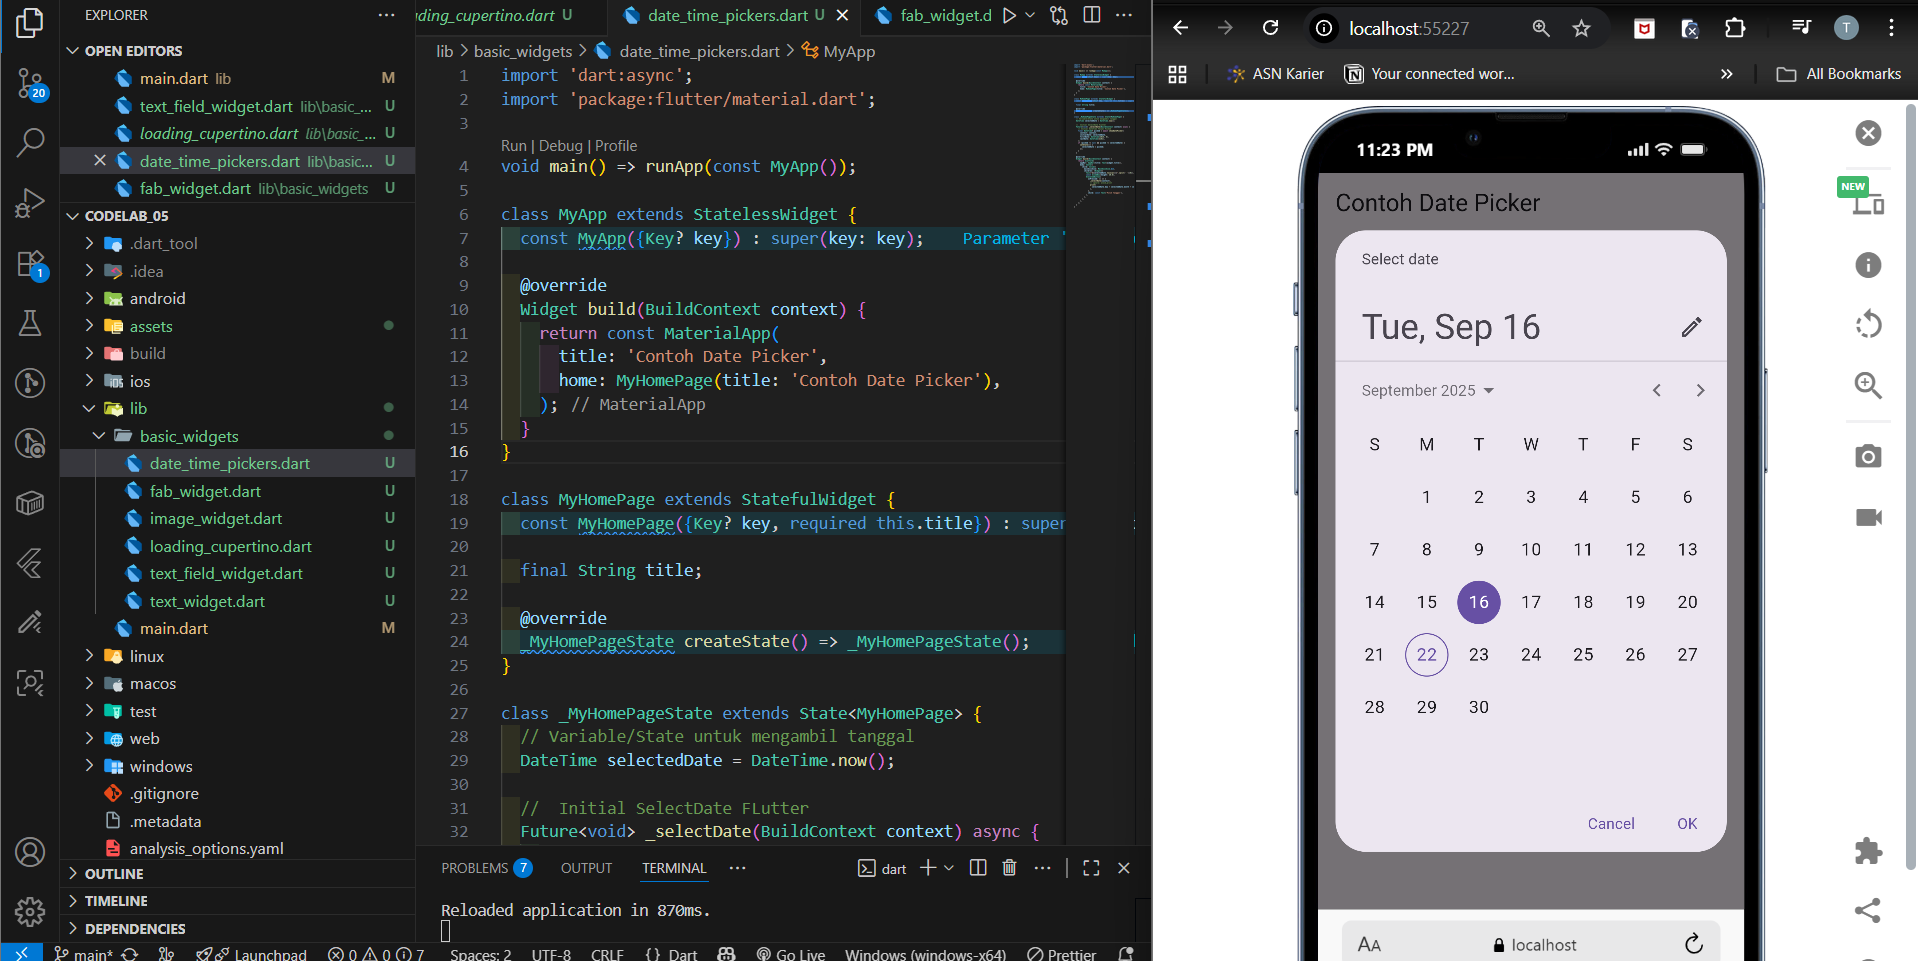 EXPLORER
OPEN EDITORS
main.dart lib M
text_field_widget.dart lib\basic_... U
loading_cupertino.dart lib\basic_... U
date_time_pickers.dart lib\basic... U
fab_widget.dart lib\basic_widgets U
CODELAB_05
.dart_tool
.idea
android
assets
build
ios
lib
basic_widgets
date_time_pickers.dart U
fab_widget.dart U
image_widget.dart U
loading_cupertino.dart U
text_field_widget.dart U
text_widget.dart U
main.dart M
linux
macos
test
web
windows
.gitignore
.metadata
analysis_options.yaml
OUTLINE
TIMELINE
DEPENDENCIES
20
1
ading_cupertino.dart U
date_time_pickers.dart U
fab_widget.d
lib > basic_widgets > date_time_pickers.dart > MyApp
1 import 'dart:async';
2 import 'package:flutter/material.dart';
3
Run | Debug | Profile
4 void main() => runApp(const MyApp());
5
6 class MyApp extends StatelessWidget {
7 const MyApp({Key? key}) : super(key: key); Parameter '
8
9 @override
10 Widget build(BuildContext context) {
11 return const MaterialApp(
12 title: 'Contoh Date Picker',
13 home: MyHomePage(title: 'Contoh Date Picker'),
14 ); // MaterialApp
15 }
16 }
17
18 class MyHomePage extends StatefulWidget {
19 const MyHomePage({Key? key, required this.title}) : super
20
21 final String title;
22
23 @override
24 _MyHomePageState createState() => _MyHomePageState();
25 }
26
27 class _MyHomePageState extends State<MyHomePage> {
28 // Variable/State untuk mengambil tanggal
29 DateTime selectedDate = DateTime.now();
30
31 //  Initial SelectDate FLutter
32 Future<void> _selectDate(BuildContext context) async {
PROBLEMS 7 OUTPUT TERMINAL ... dart
Reloaded application in 870ms.
main* Launchpad 0 0 7 Spaces: 2 UTF-8 CRLF {} Dart Go Live Windows (windows-x64) Prettier
localhost:55227
T
ASN Karier
Your connected wor...
All Bookmarks
NEW
11:23 PM
Contoh Date Picker
Select date
Tue, Sep 16
September 2025
S M T W T F S
1 2 3 4 5 6
7 8 9 10 11 12 13
14 15 16 17 18 19 20
21 22 23 24 25 26 27
28 29 30
Cancel OK
AA localhost